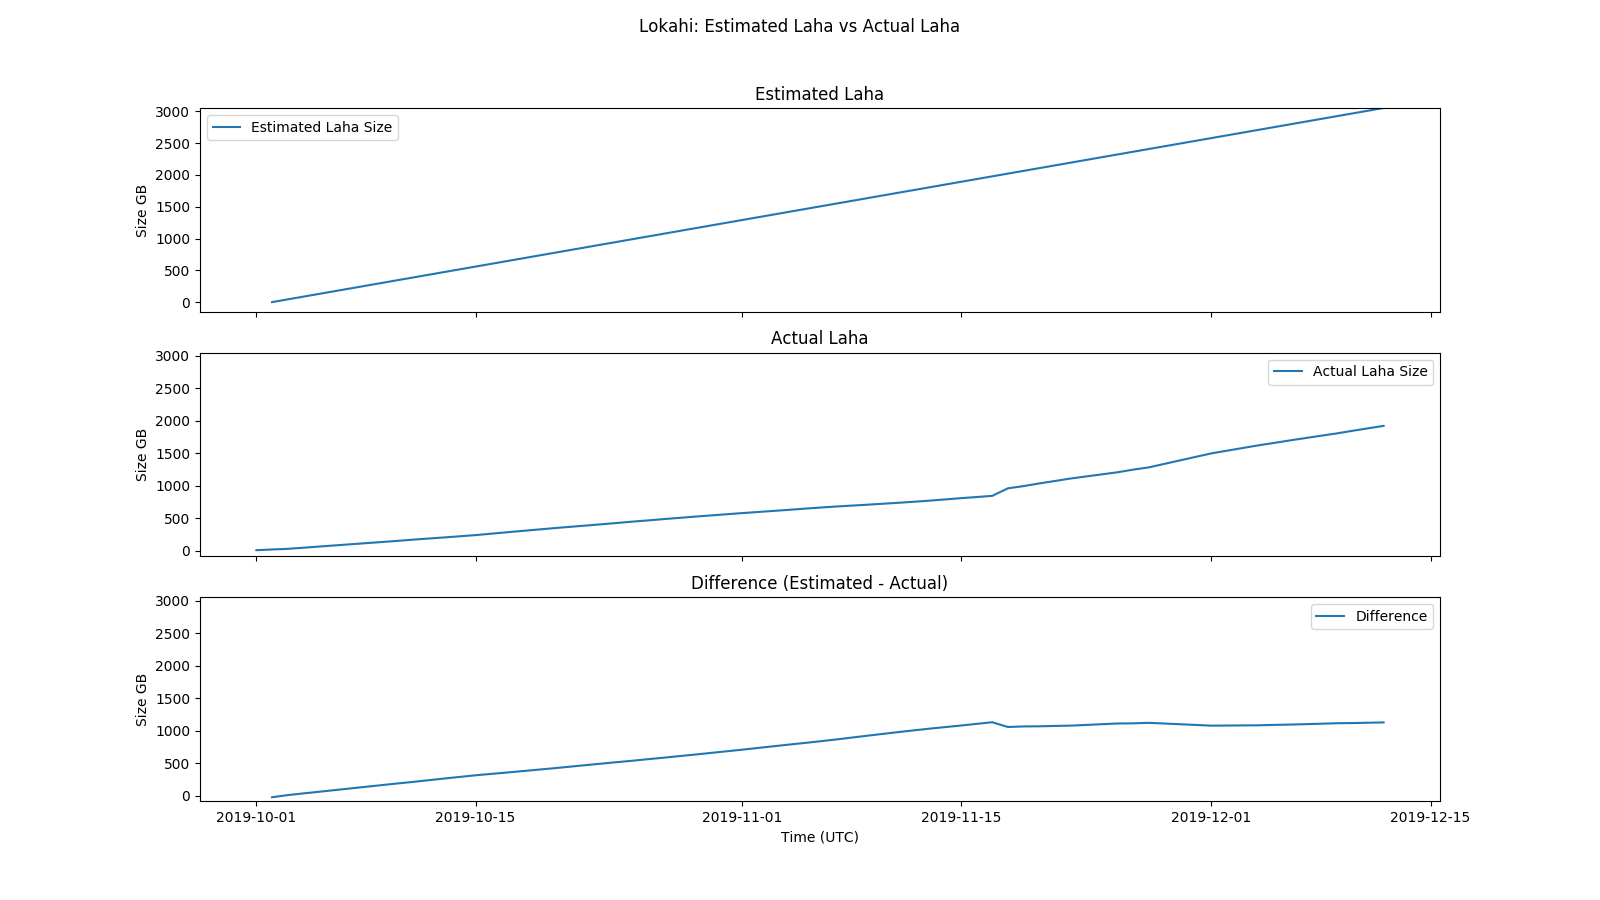 Lokahi: Estimated Laha vs Actual Laha
Estimated Laha
3000
2500
2000
1500
1000
500
0
Size GB
Estimated Laha Size
Actual Laha
3000
2500
2000
1500
1000
500
0
Size GB
Actual Laha Size
Difference (Estimated - Actual)
3000
2500
2000
1500
1000
500
0
Size GB
Difference
2019-10-01 2019-10-15 2019-11-01 2019-11-15 2019-12-01 2019-12-15
Time (UTC)